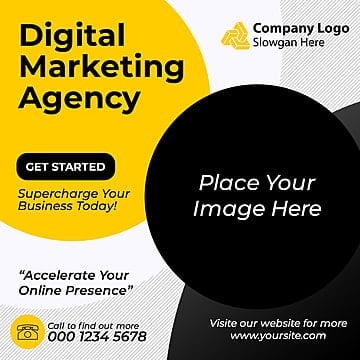 Digital
Marketing
Agency
Company Logo
Slowgan Here
GET STARTED
Supercharge Your
Business Today!
Place Your
Image Here
“Accelerate Your
Online Presence”
Call to find out more
000 1234 5678
Visite our website for more
www.yoursite.com